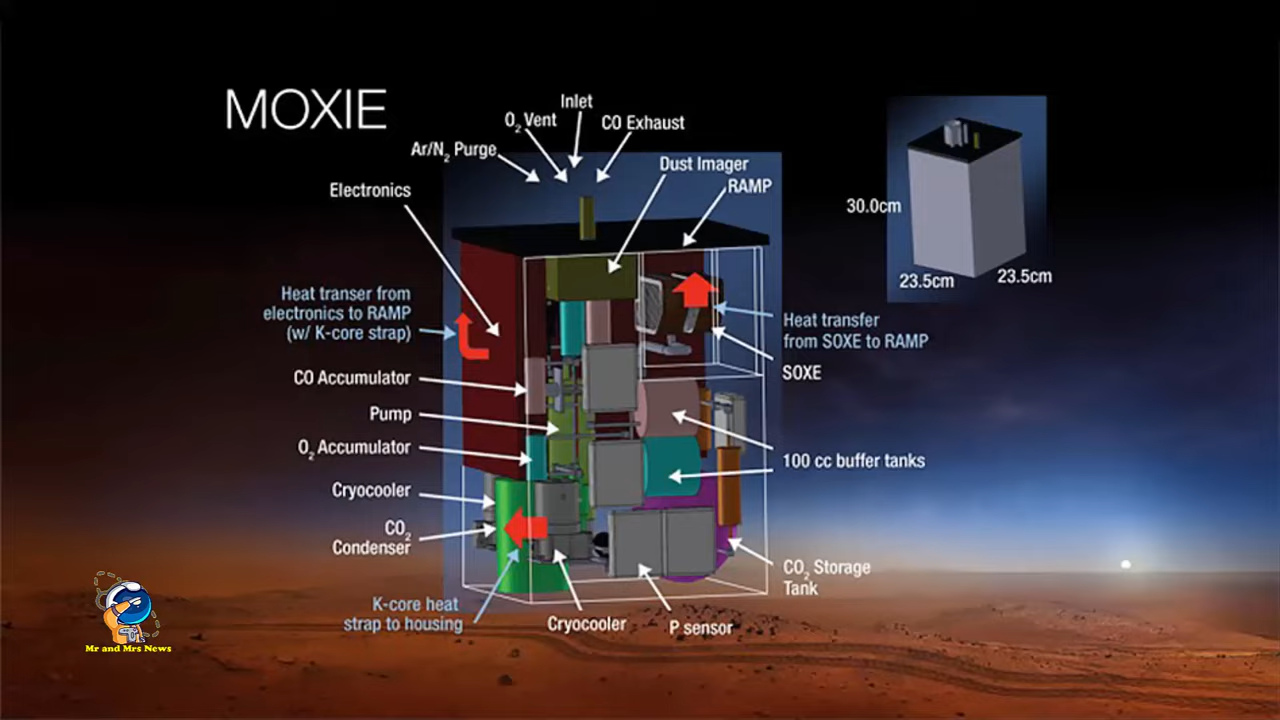 MOXIE
Inlet
O₂ Vent
CO Exhaust
Ar/N₂ Purge
Dust Imager
Electronics
RAMP
30.0cm
23.5cm
23.5cm
Heat transer from
electronics to RAMP
(w/ K-core strap)
Heat transfer
from SOXE to RAMP
SOXE
CO Accumulator
Pump
O₂ Accumulator
100 cc buffer tanks
Cryocooler
CO₂
Condenser
CO₂ Storage
Tank
K-core heat
strap to housing
Cryocooler
P sensor
Mr and Mrs News